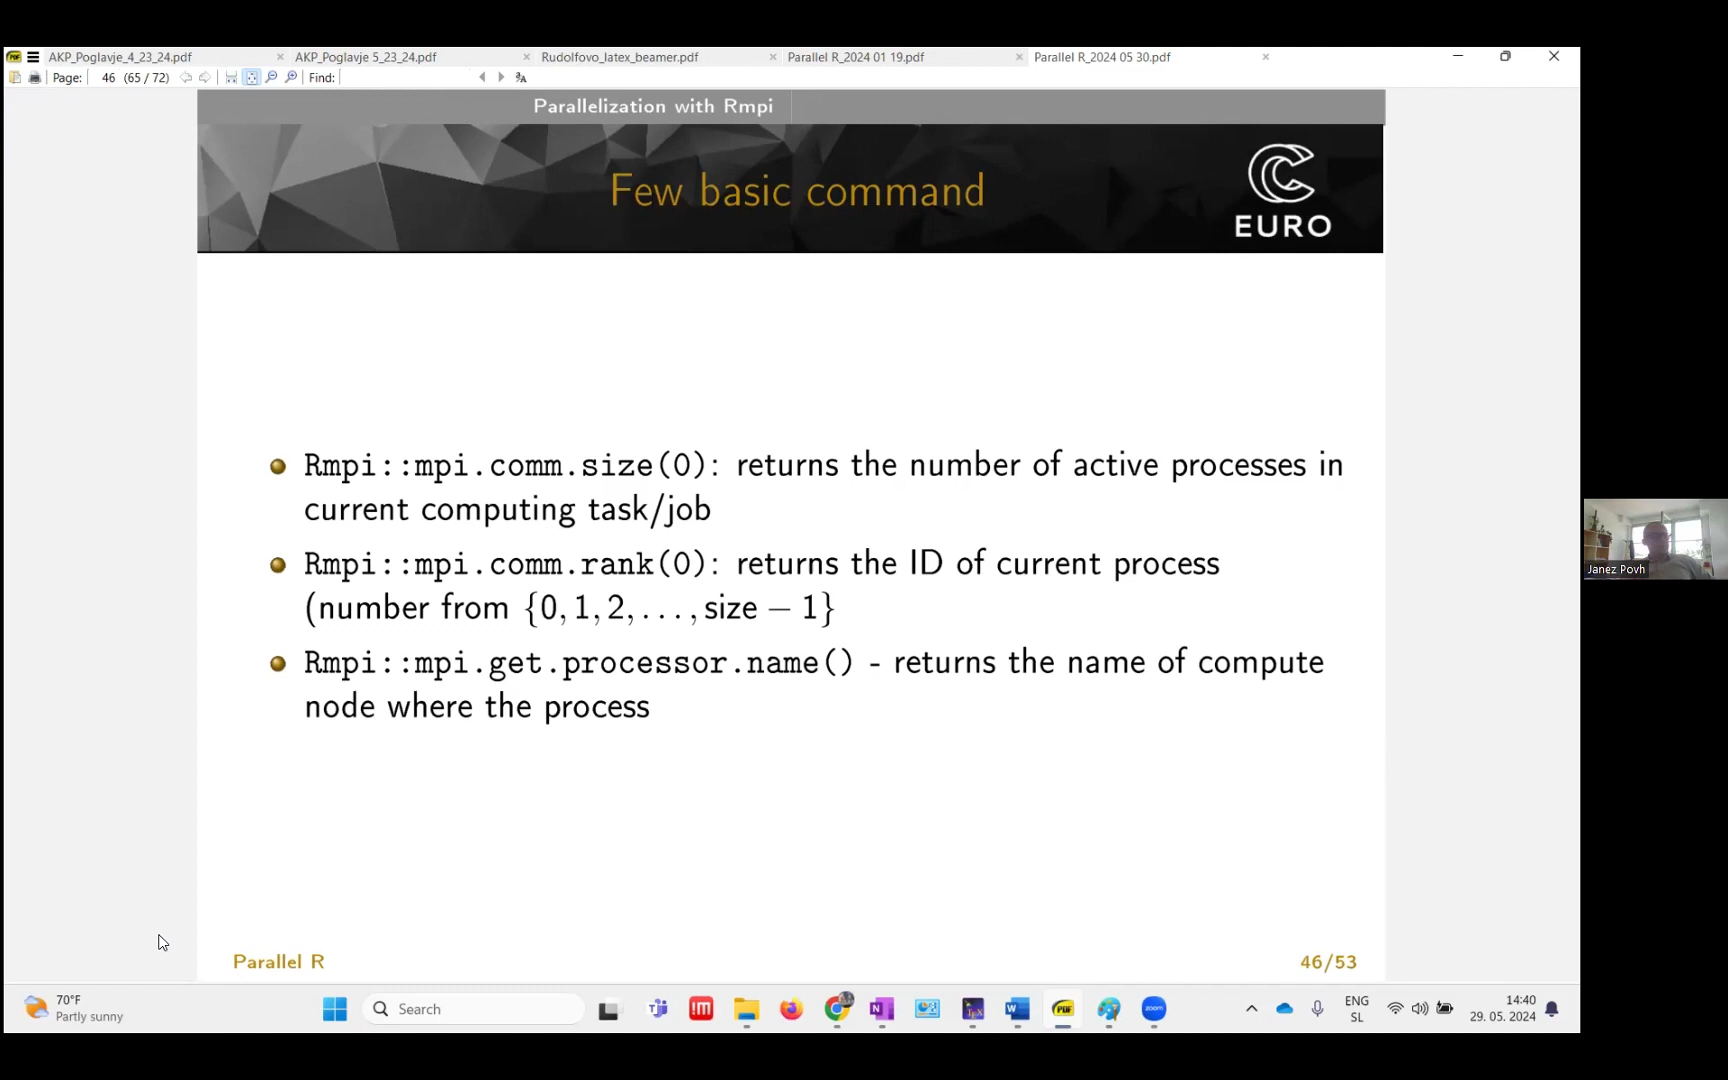 AKP_Poglavje_4_23_24.pdf
AKP_Poglavje 5_23_24.pdf
Rudolfovo_latex_beamer.pdf
Parallel R_2024 01 19.pdf
Parallel R_2024 05 30.pdf
Page: 46 (65 / 72) Find:
Parallelization with Rmpi
Few basic command
EURO
Rmpi::mpi.comm.size(0): returns the number of active processes in
current computing task/job
Rmpi::mpi.comm.rank(0): returns the ID of current process
(number from {0, 1, 2, . . . , size − 1}
Rmpi::mpi.get.processor.name() - returns the name of compute
node where the process
Janez Povh
Parallel R
46/53
70°F
Partly sunny
Search
ENG
SL
14:40
29. 05. 2024